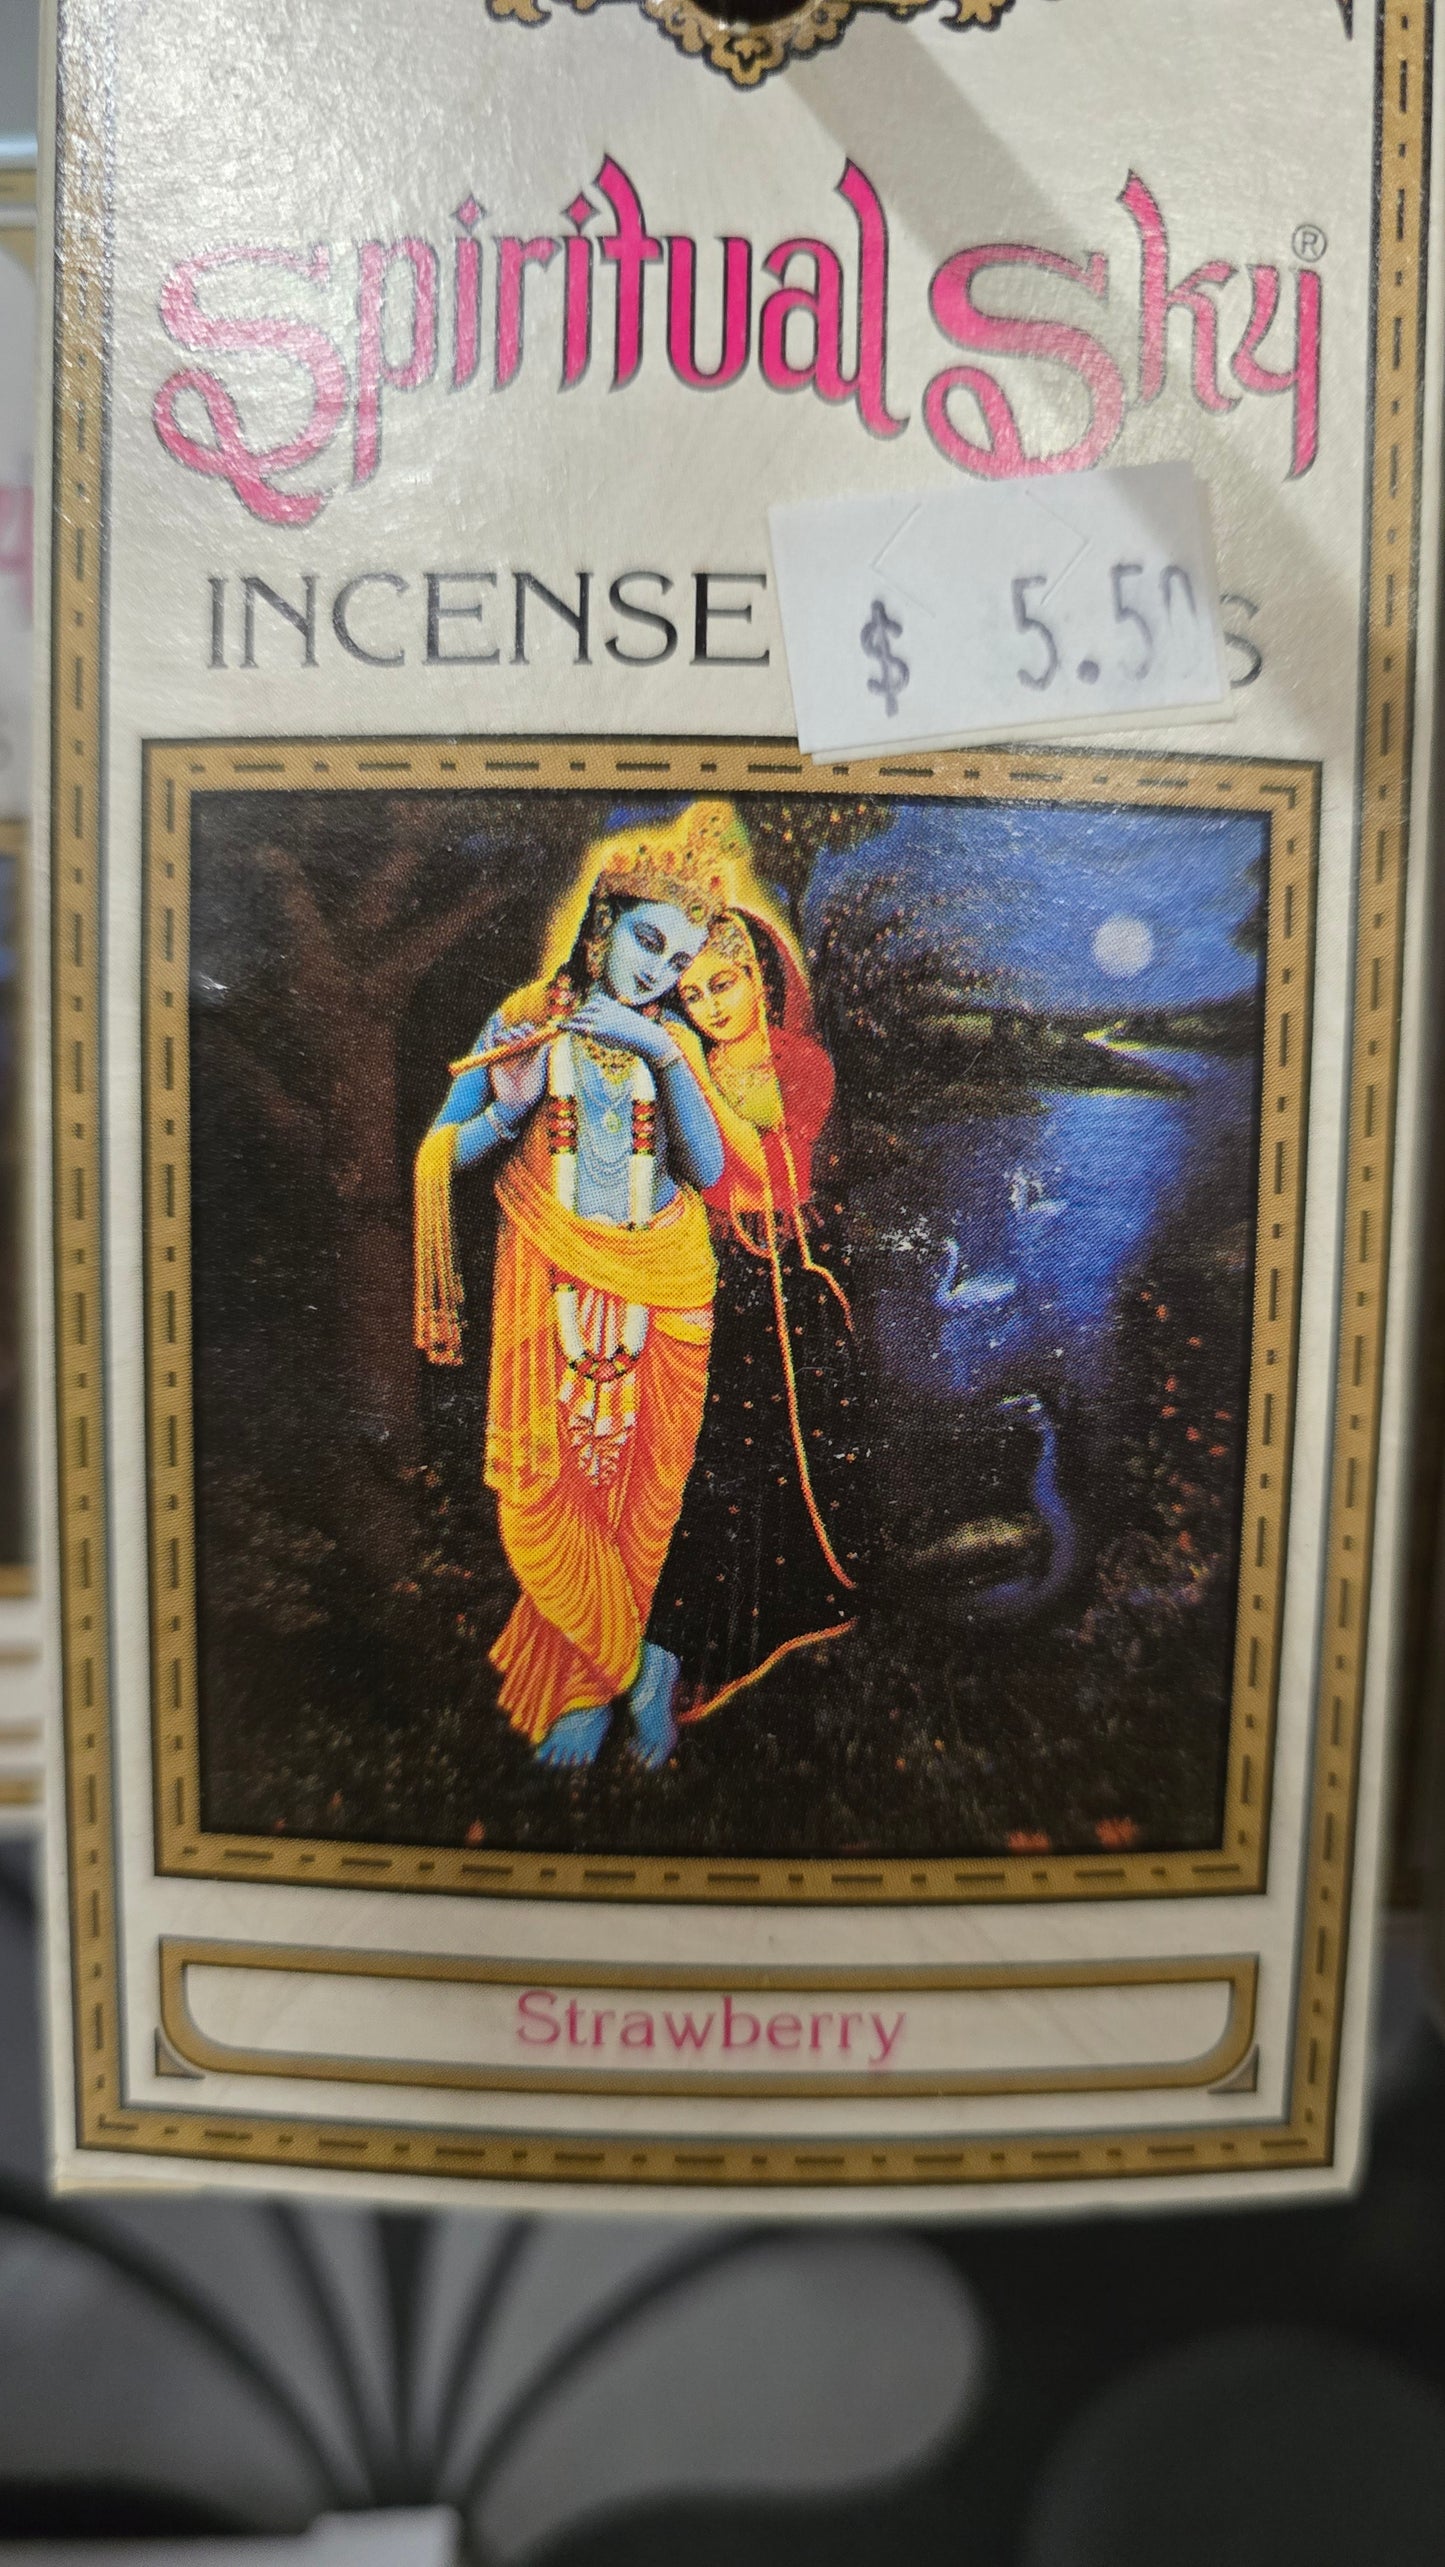 Spiritual Sky®
INCENSE
$ 5.50
Strawberry